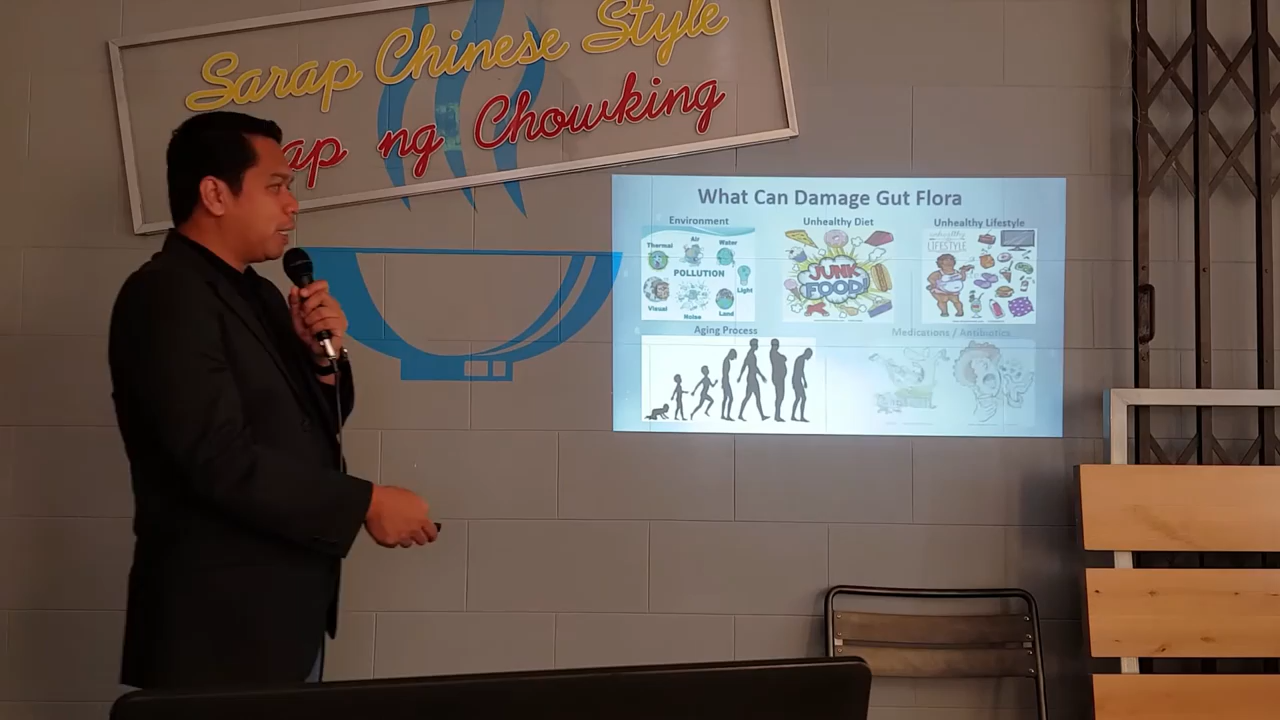 Sarap Chinese Style
ap ng Chowking
What Can Damage Gut Flora
Environment
Unhealthy Diet
Unhealthy Lifestyle
Thermal
Air
Water
POLLUTION
Light
Visual
Noise
Land
JUNK
FOOD!
LIFESTYLE
Aging Process
Medications / Antibiotics